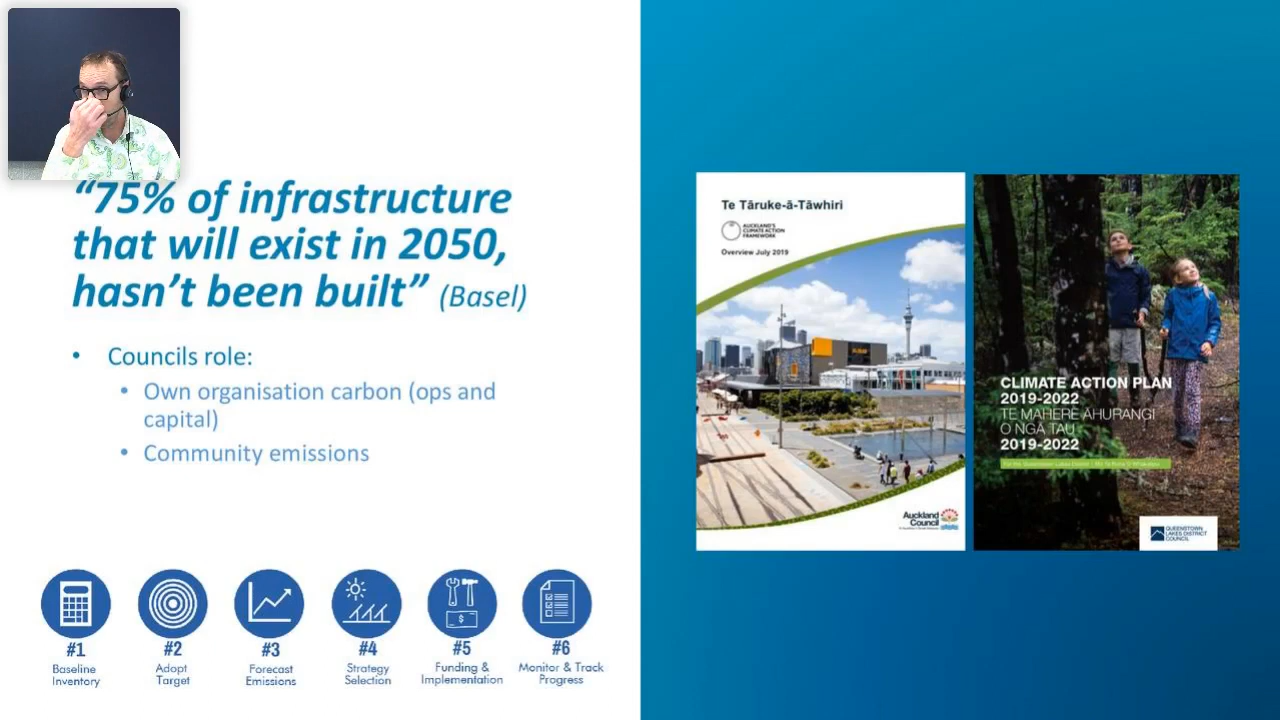 “75% of infrastructure
that will exist in 2050,
hasn’t been built” (Basel)
• Councils role:
• Own organisation carbon (ops and
capital)
• Community emissions
#1
Baseline
Inventory
#2
Adopt
Target
#3
Forecast
Emissions
#4
Strategy
Selection
$
#5
Funding &
Implementation
#6
Monitor & Track
Progress
Te Tāruke-ā-Tāwhiri
AUCKLAND'S
CLIMATE ACTION
FRAMEWORK
Overview July 2019
Auckland
Council
CLIMATE ACTION PLAN
2019-2022
TE MAHERE ĀHURANGI
O NGĀ TAU
2019-2022
QUEENSTOWN
LAKES DISTRICT
COUNCIL